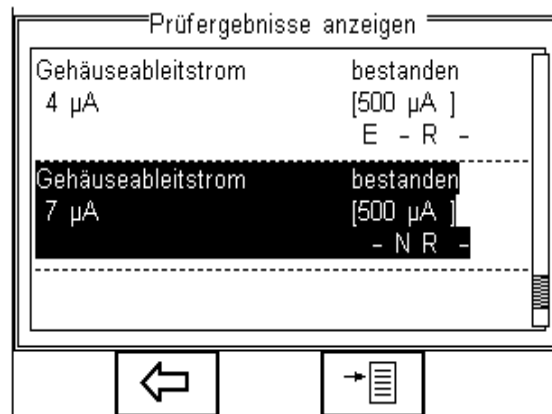 Prüfergebnisse anzeigen
Gehäuseableitstrom bestanden
4 µA [500 µA ]
E - R -
Gehäuseableitstrom bestanden
7 µA [500 µA ]
- N R -